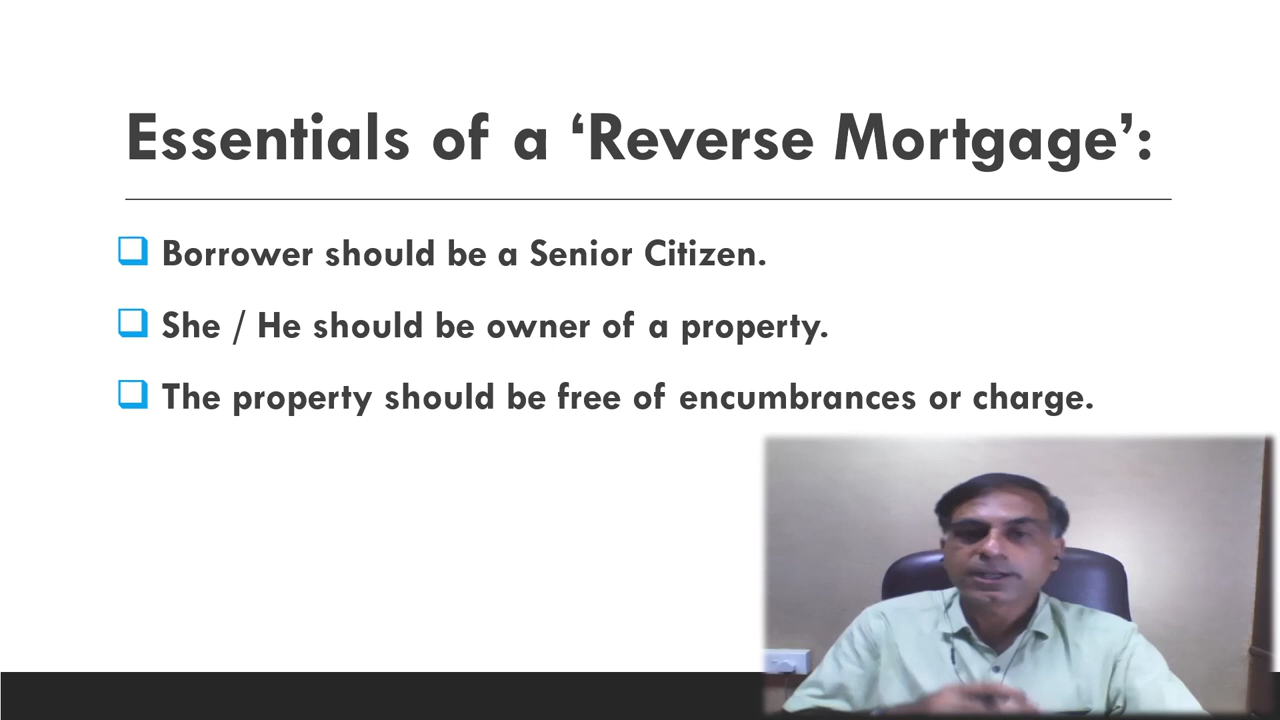 Essentials of a ‘Reverse Mortgage’:
Borrower should be a Senior Citizen.
She / He should be owner of a property.
The property should be free of encumbrances or charge.